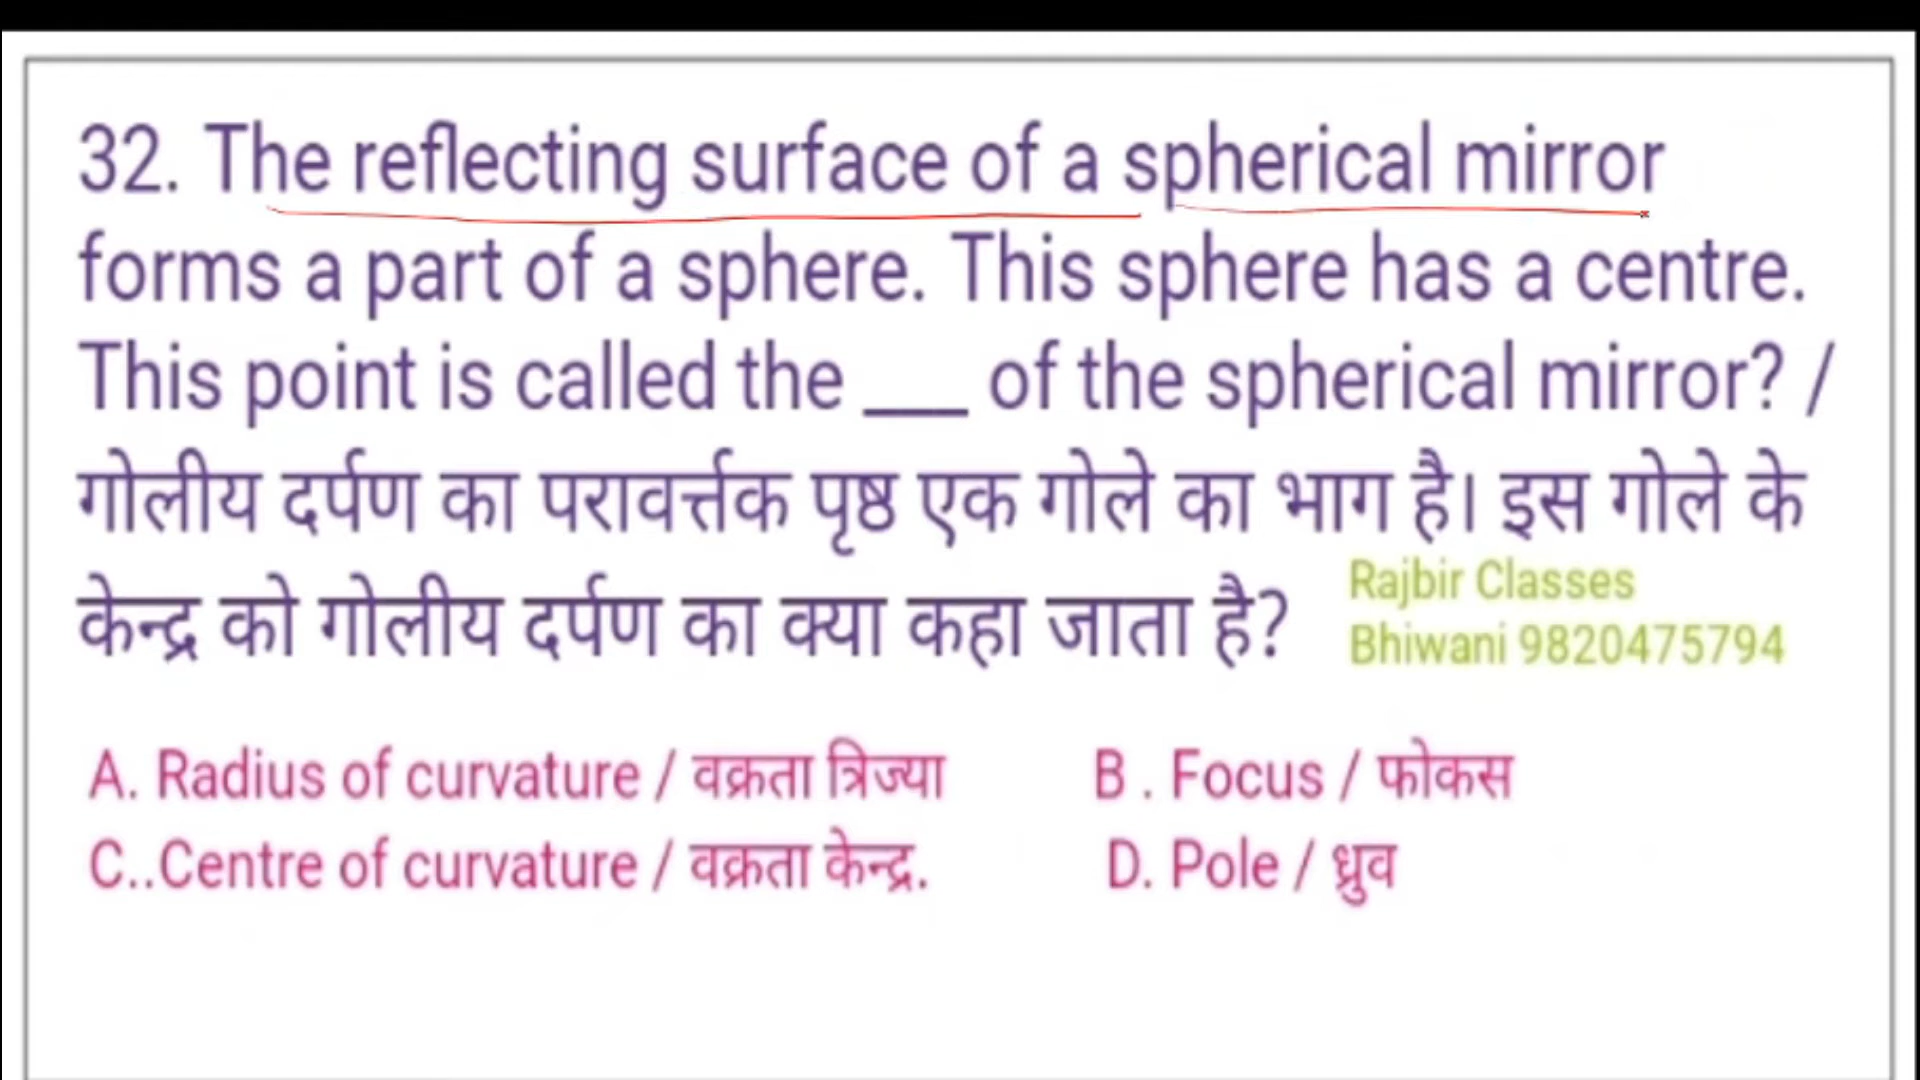 32. The reflecting surface of a spherical mirror
forms a part of a sphere. This sphere has a centre.
This point is called the ___ of the spherical mirror? /
गोलीय दर्पण का परावर्त्तक पृष्ठ एक गोले का भाग है। इस गोले के
केन्द्र को गोलीय दर्पण का क्या कहा जाता है?
Rajbir Classes
Bhiwani 9820475794
A. Radius of curvature / वक्रता त्रिज्या
B . Focus / फोकस
C..Centre of curvature / वक्रता केन्द्र.
D. Pole / ध्रुव